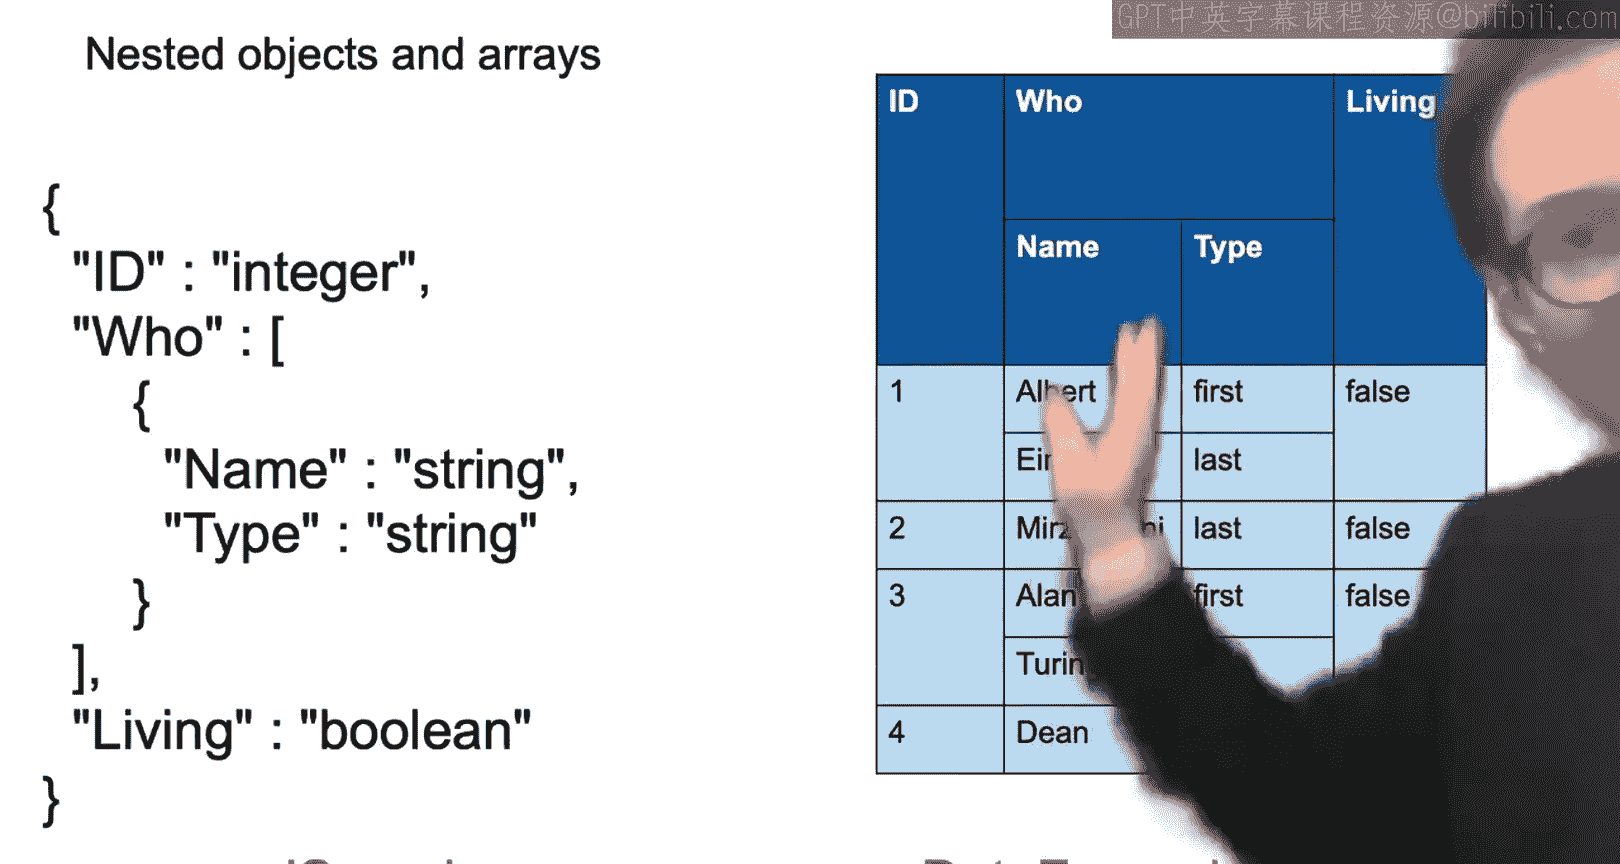 GPT中英字幕课程资源@bilibili.com
Nested objects and arrays
{
"ID" : "integer",
"Who" : [
{
"Name" : "string",
"Type" : "string"
}
],
"Living" : "boolean"
}
ID Who Living
Name Type
1 Albert first false
last
2 last false
3 Alan first false
4 Dean